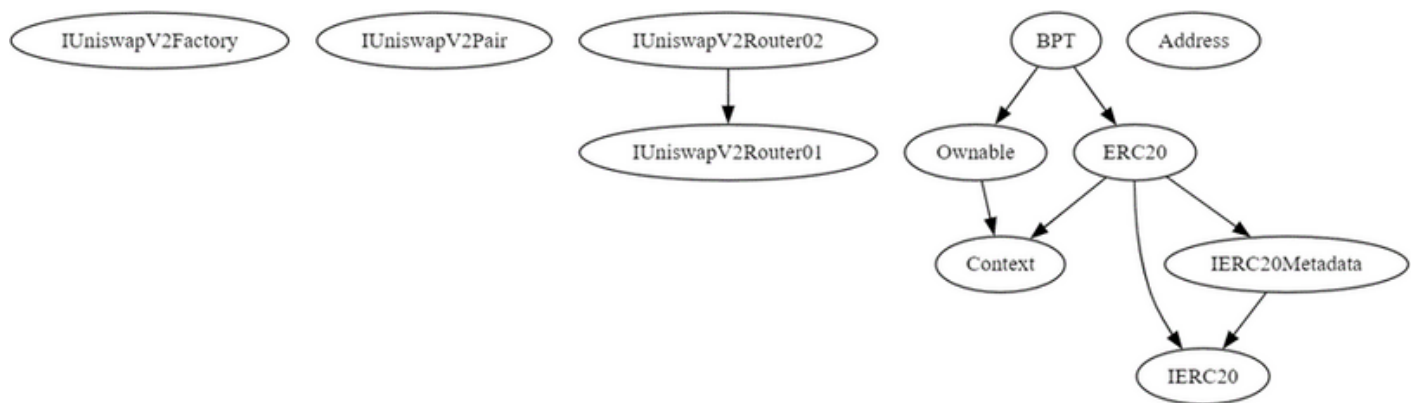 IUniswapV2Factory
IUniswapV2Pair
IUniswapV2Router02
BPT
Address
IUniswapV2Router01
Ownable
ERC20
Context
IERC20Metadata
IERC20